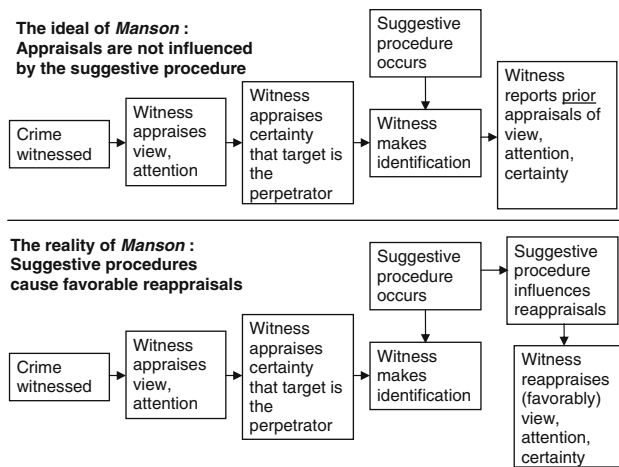 The ideal of Manson :
Appraisals are not influenced
by the suggestive procedure
Crime
witnessed
Witness
appraises
view,
attention
Witness
appraises
certainty
that target is
the
perpetrator
Suggestive
procedure
occurs
Witness
makes
identification
Witness
reports prior
appraisals of
view,
attention,
certainty
The reality of Manson :
Suggestive procedures
cause favorable reappraisals
Crime
witnessed
Witness
appraises
view,
attention
Witness
appraises
certainty
that target is
the
perpetrator
Suggestive
procedure
occurs
Witness
makes
identification
Suggestive
procedure
influences
reappraisals
Witness
reappraises
(favorably)
view,
attention,
certainty